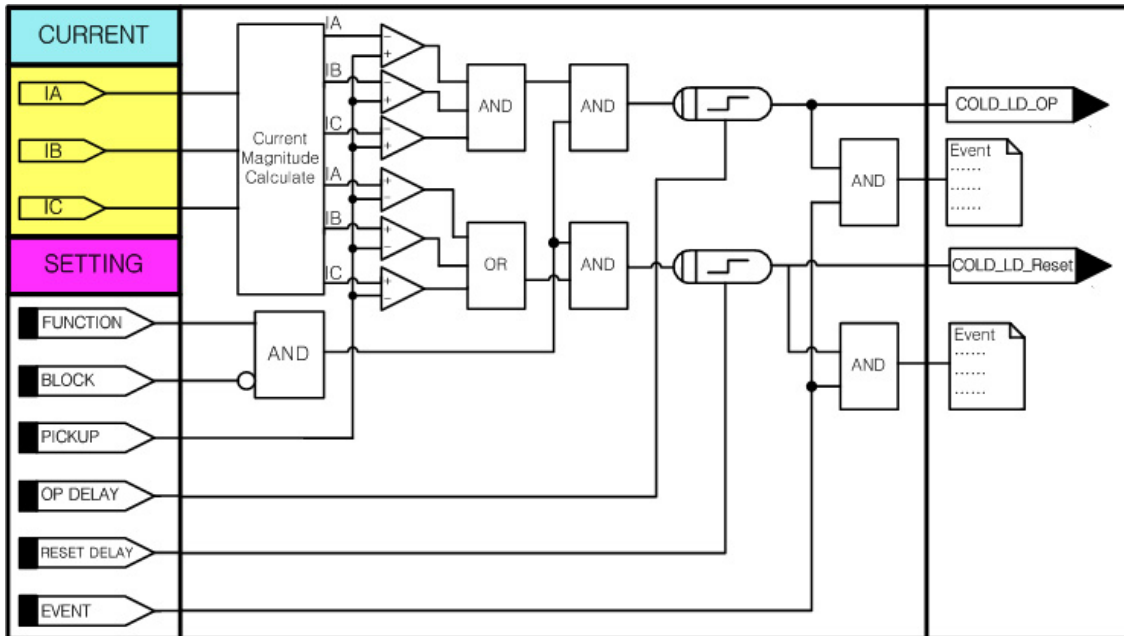 CURRENT
IA
IB
IC
SETTING
FUNCTION
BLOCK
PICKUP
OP DELAY
RESET DELAY
EVENT
Current
Magnitude
Calculate
IA
IB
IC
IA
IB
IC
- 
+
-
+
-
+
+
-
+
-
+
-
AND
AND
OR
AND
AND
AND
AND
COLD_LD_OP
Event
......
......
......
COLD_LD_Reset
Event
......
......
......